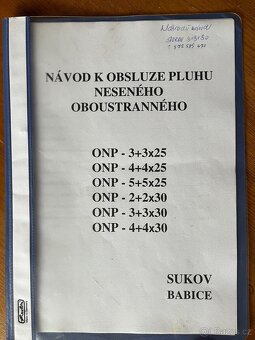 NÁVOD K OBSLUZE PLUHU
NESENÉHO
OBOUSTRANNÉHO
ONP - 3+3x25
ONP - 4+4x25
ONP - 5+5x25
ONP - 2+2x30
ONP - 3+3x30
ONP - 4+4x30
SUKOV
BABICE